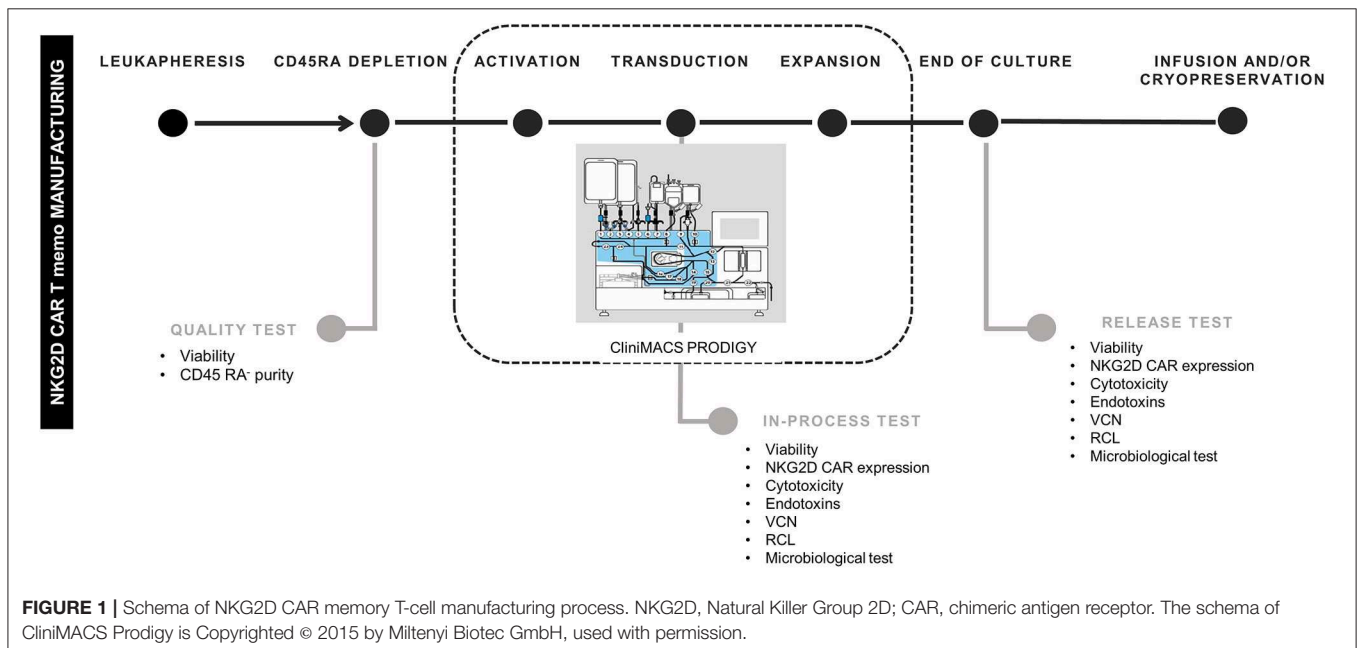 NKG2D CAR T memo MANUFACTURING
LEUKAPHERESIS
CD45RA DEPLETION
ACTIVATION
TRANSDUCTION
EXPANSION
END OF CULTURE
INFUSION AND/OR
CRYOPRESERVATION
CliniMACS PRODIGY
QUALITY TEST
• Viability
• CD45 RA⁻ purity
IN-PROCESS TEST
• Viability
• NKG2D CAR expression
• Cytotoxicity
• Endotoxins
• VCN
• RCL
• Microbiological test
RELEASE TEST
• Viability
• NKG2D CAR expression
• Cytotoxicity
• Endotoxins
• VCN
• RCL
• Microbiological test
FIGURE 1 | Schema of NKG2D CAR memory T-cell manufacturing process. NKG2D, Natural Killer Group 2D; CAR, chimeric antigen receptor. The schema of
CliniMACS Prodigy is Copyrighted © 2015 by Miltenyi Biotec GmbH, used with permission.